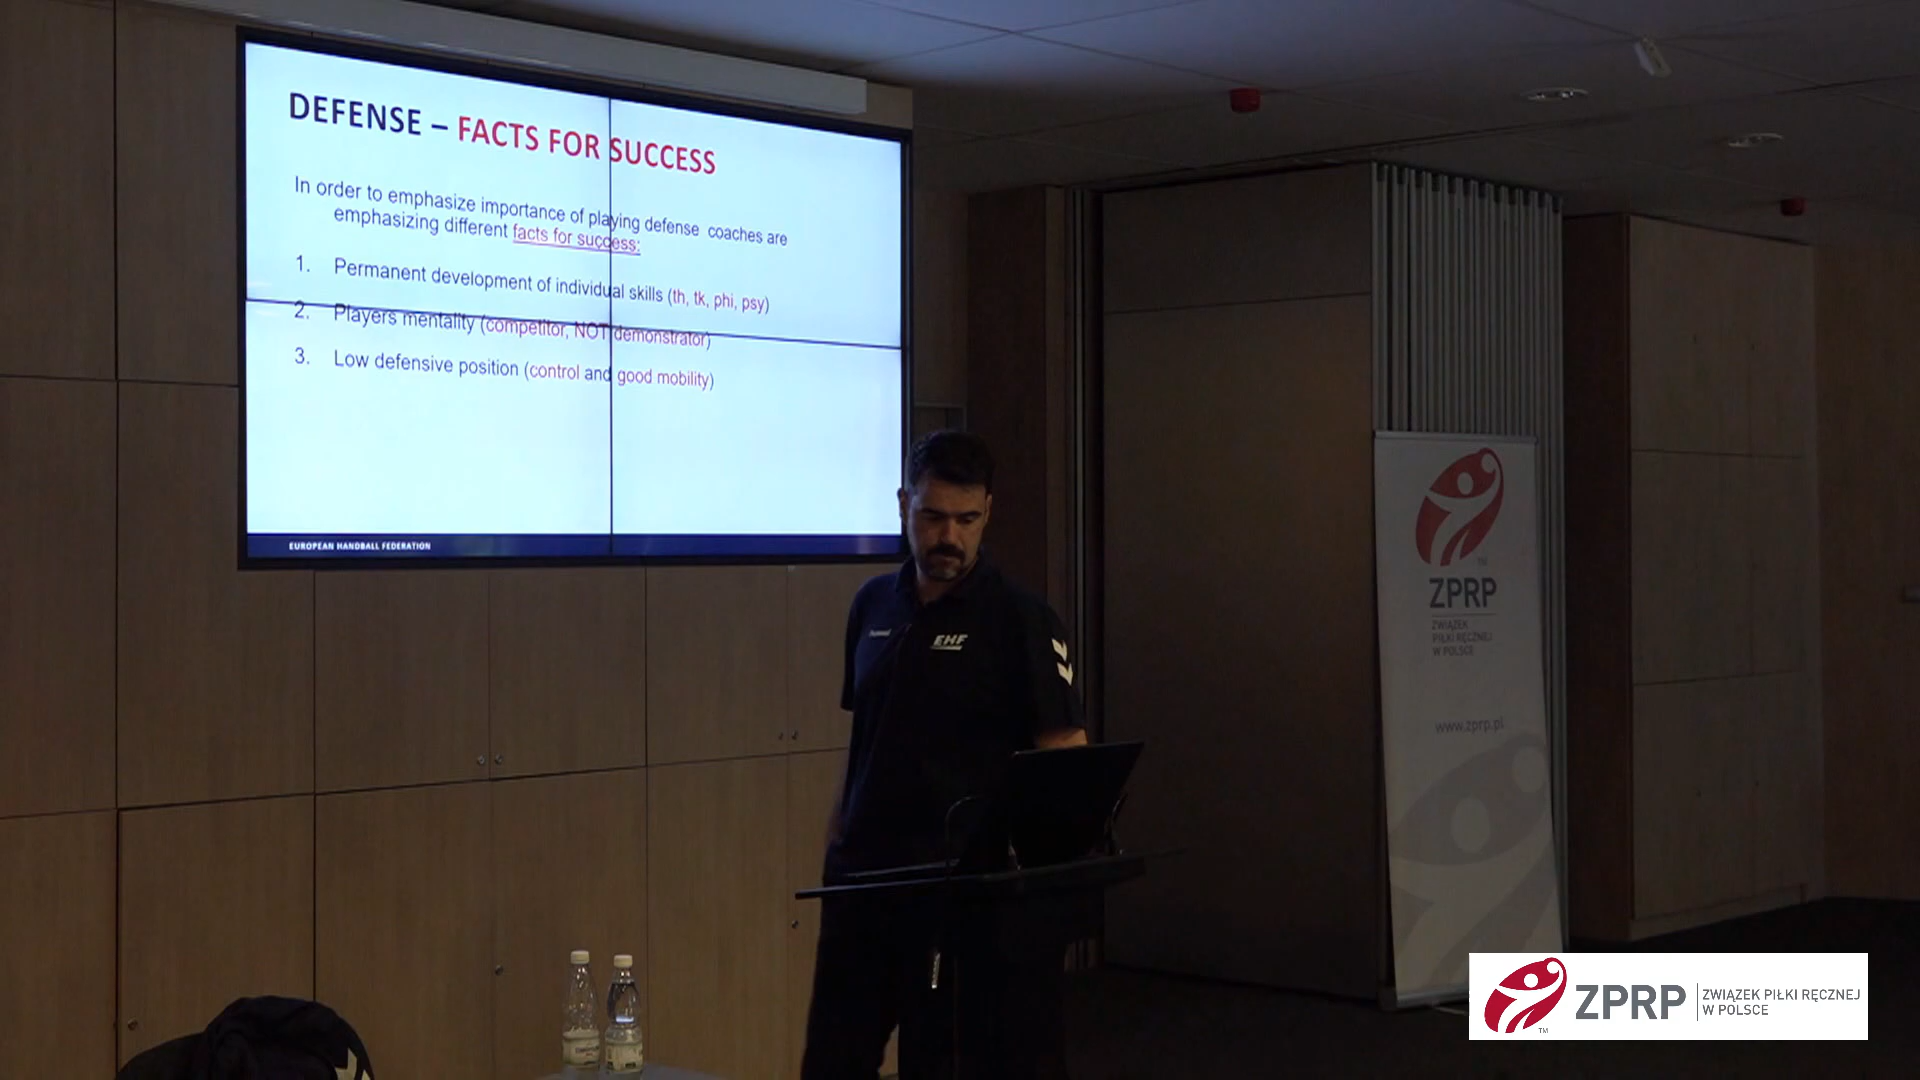 DEFENSE – FACTS FOR SUCCESS
In order to emphasize importance of playing defense coaches are
emphasizing different facts for success:
1. Permanent development of individual skills (th, tk, phi, psy)
2. Players mentality (competitor, NOT demonstrator)
3. Low defensive position (control and good mobility)
EUROPEAN HANDBALL FEDERATION
hummel
EHF
ZPRP
ZWIĄZEK
PIŁKI RĘCZNEJ
W POLSCE
www.zprp.pl
ZPRP
ZWIĄZEK PIŁKI RĘCZNEJ
W POLSCE
TM